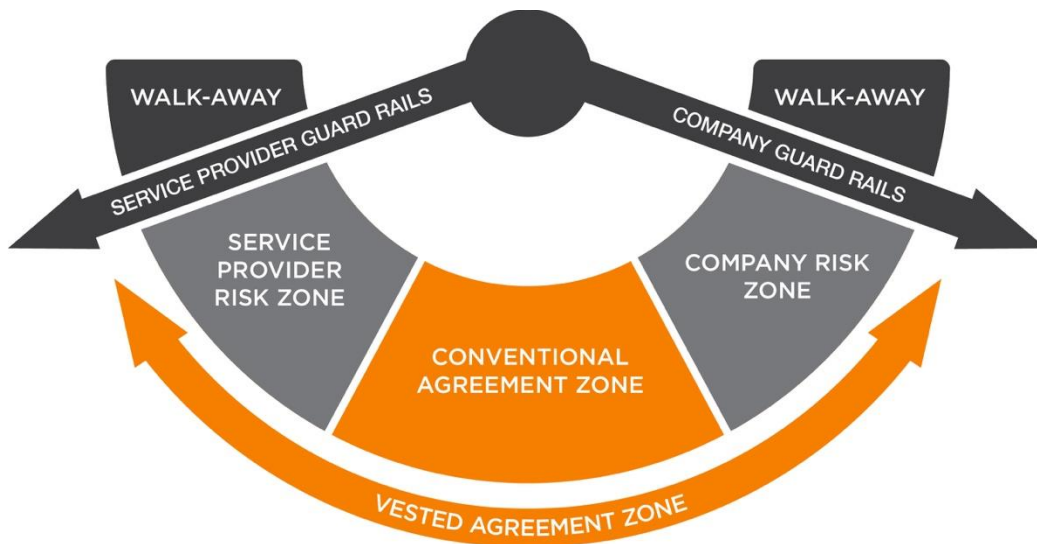 WALK-AWAY
SERVICE PROVIDER GUARD RAILS
WALK-AWAY
COMPANY GUARD RAILS
SERVICE
PROVIDER
RISK ZONE
CONVENTIONAL
AGREEMENT ZONE
COMPANY RISK
ZONE
VESTED AGREEMENT ZONE